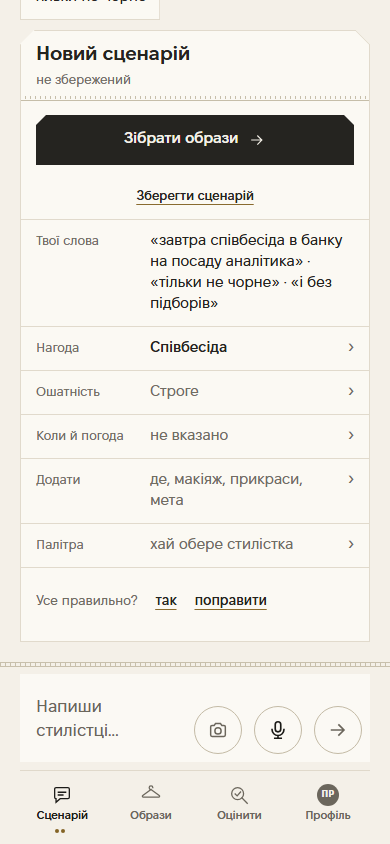 Новий сценарій
не збережений
Зібрати образи →
Зберегти сценарій
Твої слова
«завтра співбесіда в банку
на посаду аналітика» ·
«тільки не чорне» · «і без
підборів»
Нагода Співбесіда ›
Ошатність Строге ›
Коли й погода не вказано ›
Додати де, макіяж, прикраси, ›
мета
Палітра хай обере стилістка ›
Усе правильно? так поправити
Напиши
стилістці...
Сценарій Образи Оцінити ПР Профіль